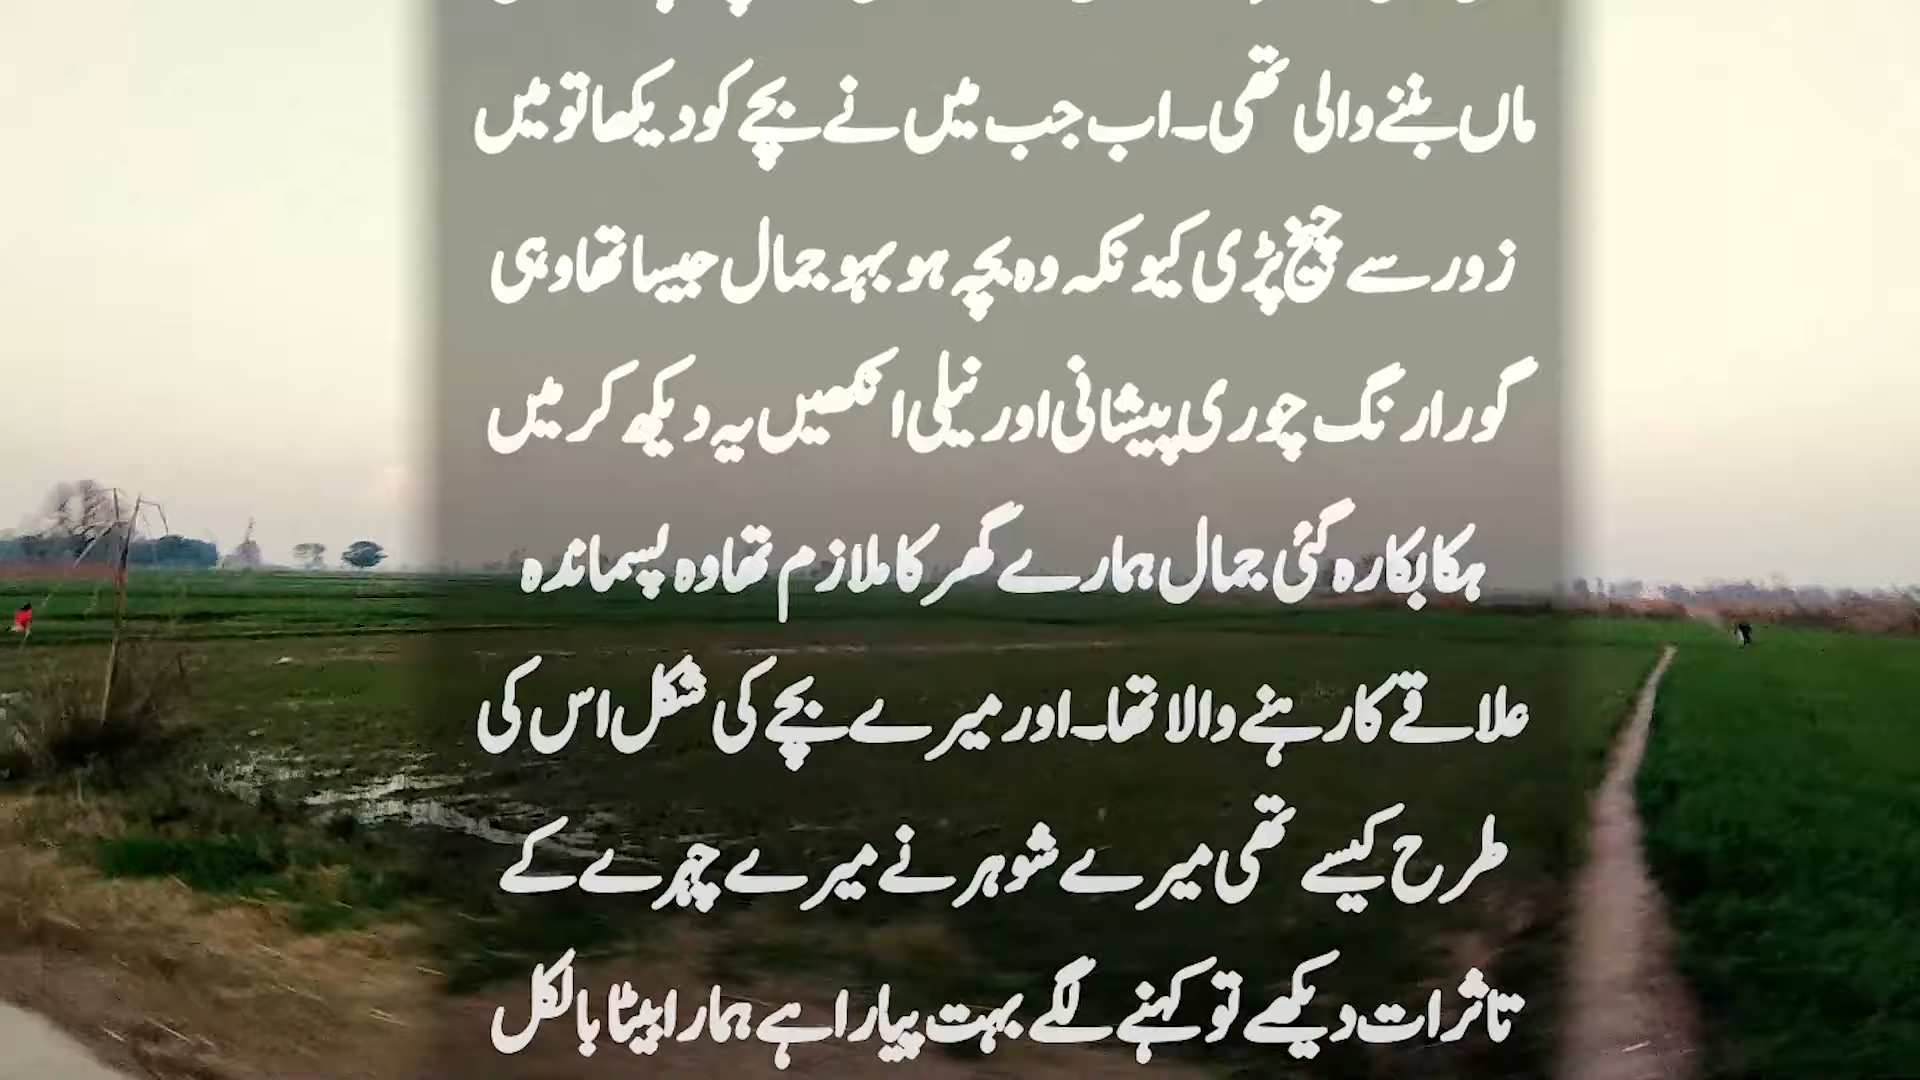 ماں بننے والی تھی۔اب جب میں نے بچے کو دیکھا تو میں
زور سے چیخ پڑی کیونکہ وہ بچہ ہو بہو جمال جیسا تھا وہی
گورا رنگ چوری پیشانی اور نیلی انکھیں یہ دیکھ کر میں
ہکا بکا رہ گئی جمال ہمارے گھر کا ملازم تھا وہ پسماندہ
علاقے کا رہنے والا تھا۔اور میرے بچے کی شکل اس کی
طرح کیسے تھی میرے شوہر نے میرے چہرے کے
تاثرات دیکھے تو کہنے لگے بہت پیارا ہے ہمارا بیٹا بالکل